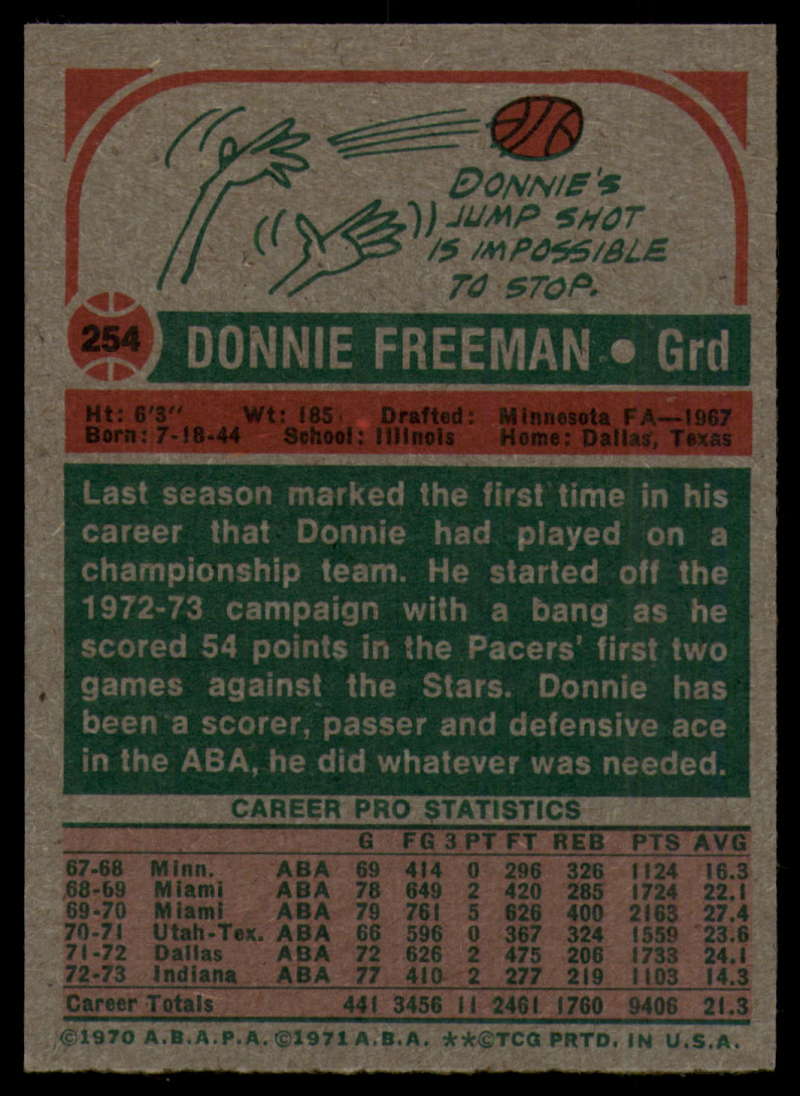 DONNIE'S
JUMP SHOT
IS IMPOSSIBLE
TO STOP.
254 DONNIE FREEMAN • Grd
Ht: 6'3" Wt: 185 Drafted: Minnesota FA—1967
Born: 7-18-44 School: Illinois Home: Dallas, Texas
Last season marked the first time in his
career that Donnie had played on a
championship team. He started off the
1972-73 campaign with a bang as he
scored 54 points in the Pacers' first two
games against the Stars. Donnie has
been a scorer, passer and defensive ace
in the ABA, he did whatever was needed.
CAREER PRO STATISTICS
G FG 3 PT FT REB PTS AVG
67-68 Minn. ABA 69 414 0 296 326 1124 16.3
68-69 Miami ABA 78 649 2 420 285 1724 22.1
69-70 Miami ABA 79 761 5 626 400 2163 27.4
70-71 Utah-Tex. ABA 66 596 0 367 324 1559 23.6
71-72 Dallas ABA 72 626 2 475 206 1733 24.1
72-73 Indiana ABA 77 410 2 277 219 1103 14.3
Career Totals 441 3456 11 2461 1760 9406 21.3
©1970 A.B.A.P.A. ©1971 A.B.A. **©TCG PRTD. IN U.S.A.